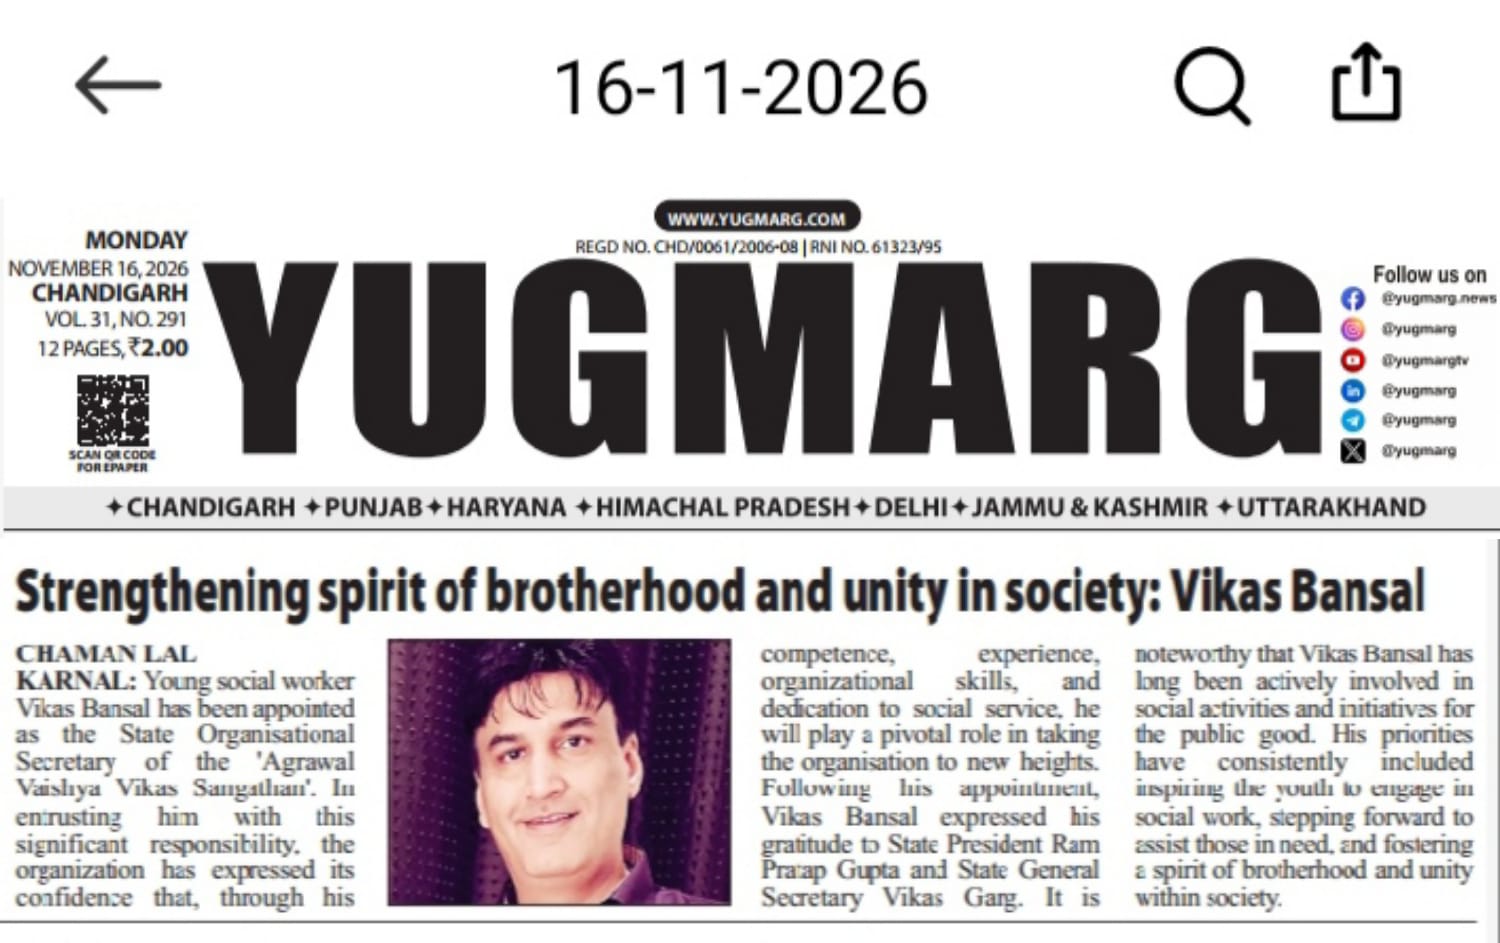 16-11-2026
WWW.YUGMARG.COM
REGD NO. CHD/0061/2006-08 | RNI NO. 61323/95
MONDAY
NOVEMBER 16, 2026
CHANDIGARH
VOL. 31, NO. 291
12 PAGES, ₹2.00
SCAN QR CODE
FOR EPAPER
YUGMARG
Follow us on
@yugmarg.news
@yugmarg
@yugmargtv
@yugmarg
@yugmarg
@yugmarg
✦CHANDIGARH ✦PUNJAB✦HARYANA ✦HIMACHAL PRADESH✦DELHI✦JAMMU & KASHMIR ✦UTTARAKHAND
Strengthening spirit of brotherhood and unity in society: Vikas Bansal
CHAMAN LAL
KARNAL: Young social worker
Vikas Bansal has been appointed
as the State Organisational
Secretary of the 'Agrawal
Vaishya Vikas Sangathan'. In
entrusting him with this
significant responsibility, the
organization has expressed its
confidence that, through his
competence, experience,
organizational skills, and
dedication to social service, he
will play a pivotal role in taking
the organisation to new heights.
Following his appointment,
Vikas Bansal expressed his
gratitude to State President Ram
Pratap Gupta and State General
Secretary Vikas Garg. It is
noteworthy that Vikas Bansal has
long been actively involved in
social activities and initiatives for
the public good. His priorities
have consistently included
inspiring the youth to engage in
social work, stepping forward to
assist those in need, and fostering
a spirit of brotherhood and unity
within society.